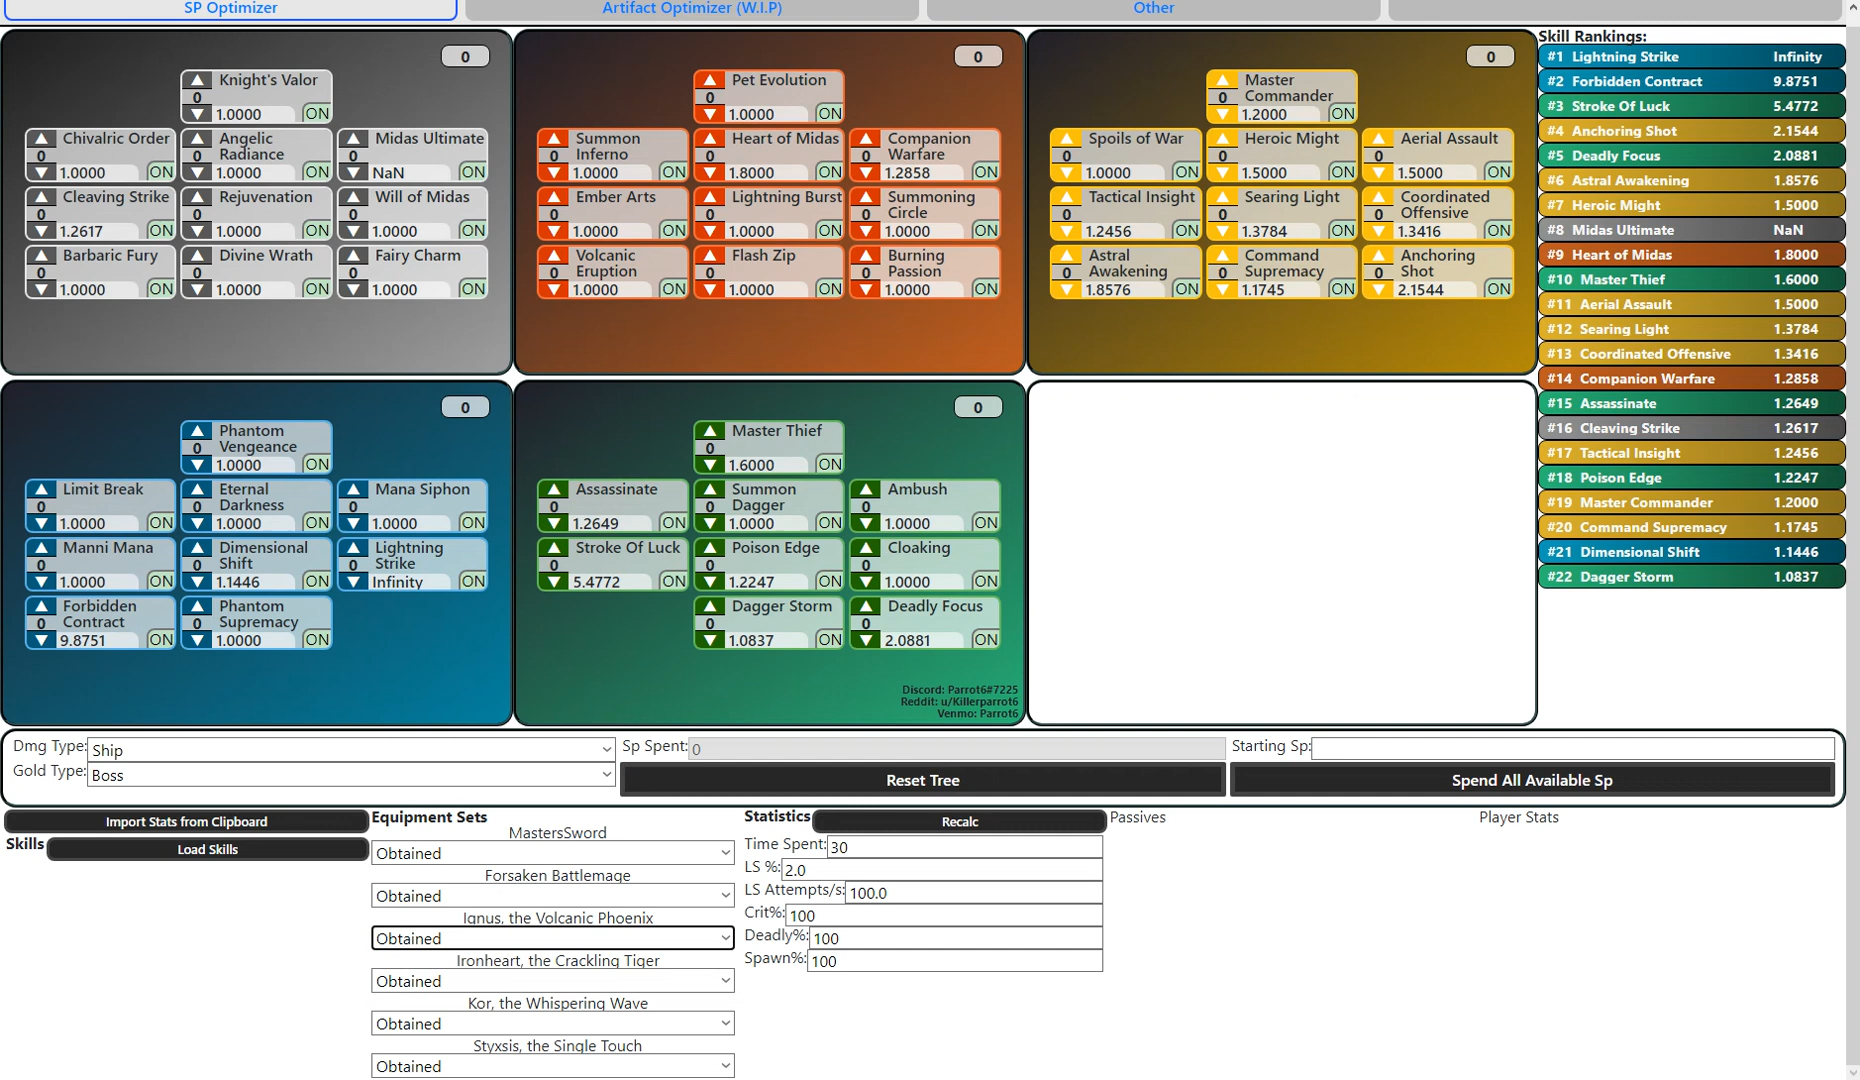 SP Optimizer
Artifact Optimizer (W.I.P)
Other
0
Knight's Valor
0
1.0000 ON
Chivalric Order
0
1.0000 ON
Angelic
Radiance
0
1.0000 ON
Midas Ultimate
0
NaN ON
Cleaving Strike
0
1.2617 ON
Rejuvenation
0
1.0000 ON
Will of Midas
0
1.0000 ON
Barbaric Fury
0
1.0000 ON
Divine Wrath
0
1.0000 ON
Fairy Charm
0
1.0000 ON
0
Pet Evolution
0
1.0000 ON
Summon
Inferno
0
1.0000 ON
Heart of Midas
0
1.8000 ON
Companion
Warfare
0
1.2858 ON
Ember Arts
0
1.0000 ON
Lightning Burst
0
1.0000 ON
Summoning
Circle
0
1.0000 ON
Volcanic
Eruption
0
1.0000 ON
Flash Zip
0
1.0000 ON
Burning
Passion
0
1.0000 ON
0
Master
Commander
0
1.2000 ON
Spoils of War
0
1.0000 ON
Heroic Might
0
1.5000 ON
Aerial Assault
0
1.5000 ON
Tactical Insight
0
1.2456 ON
Searing Light
0
1.3784 ON
Coordinated
Offensive
0
1.3416 ON
Astral
Awakening
0
1.8576 ON
Command
Supremacy
0
1.1745 ON
Anchoring
Shot
0
2.1544 ON
0
Phantom
Vengeance
0
1.0000 ON
Limit Break
0
1.0000 ON
Eternal
Darkness
0
1.0000 ON
Mana Siphon
0
1.0000 ON
Manni Mana
0
1.0000 ON
Dimensional
Shift
0
1.1446 ON
Lightning
Strike
0
Infinity ON
Forbidden
Contract
0
9.8751 ON
Phantom
Supremacy
0
1.0000 ON
0
Master Thief
0
1.6000 ON
Assassinate
0
1.2649 ON
Summon
Dagger
0
1.0000 ON
Ambush
0
1.0000 ON
Stroke Of Luck
0
5.4772 ON
Poison Edge
0
1.2247 ON
Cloaking
0
1.0000 ON
Dagger Storm
0
1.0837 ON
Deadly Focus
0
2.0881 ON
Discord: Parrot6#7225
Reddit: u/Killerparrot6
Venmo: Parrot6
Skill Rankings:
#1 Lightning Strike Infinity
#2 Forbidden Contract 9.8751
#3 Stroke Of Luck 5.4772
#4 Anchoring Shot 2.1544
#5 Deadly Focus 2.0881
#6 Astral Awakening 1.8576
#7 Heroic Might 1.5000
#8 Midas Ultimate NaN
#9 Heart of Midas 1.8000
#10 Master Thief 1.6000
#11 Aerial Assault 1.5000
#12 Searing Light 1.3784
#13 Coordinated Offensive 1.3416
#14 Companion Warfare 1.2858
#15 Assassinate 1.2649
#16 Cleaving Strike 1.2617
#17 Tactical Insight 1.2456
#18 Poison Edge 1.2247
#19 Master Commander 1.2000
#20 Command Supremacy 1.1745
#21 Dimensional Shift 1.1446
#22 Dagger Storm 1.0837
Dmg Type: Ship
Gold Type: Boss
Sp Spent: 0
Reset Tree
Starting Sp:
Spend All Available Sp
Import Stats from Clipboard
Skills Load Skills
Equipment Sets
MastersSword
Obtained
Forsaken Battlemage
Obtained
Ignus, the Volcanic Phoenix
Obtained
Ironheart, the Crackling Tiger
Obtained
Kor, the Whispering Wave
Obtained
Styxsis, the Single Touch
Obtained
Statistics Recalc
Time Spent: 30
LS %: 2.0
LS Attempts/s: 100.0
Crit%: 100
Deadly%: 100
Spawn%: 100
Passives
Player Stats